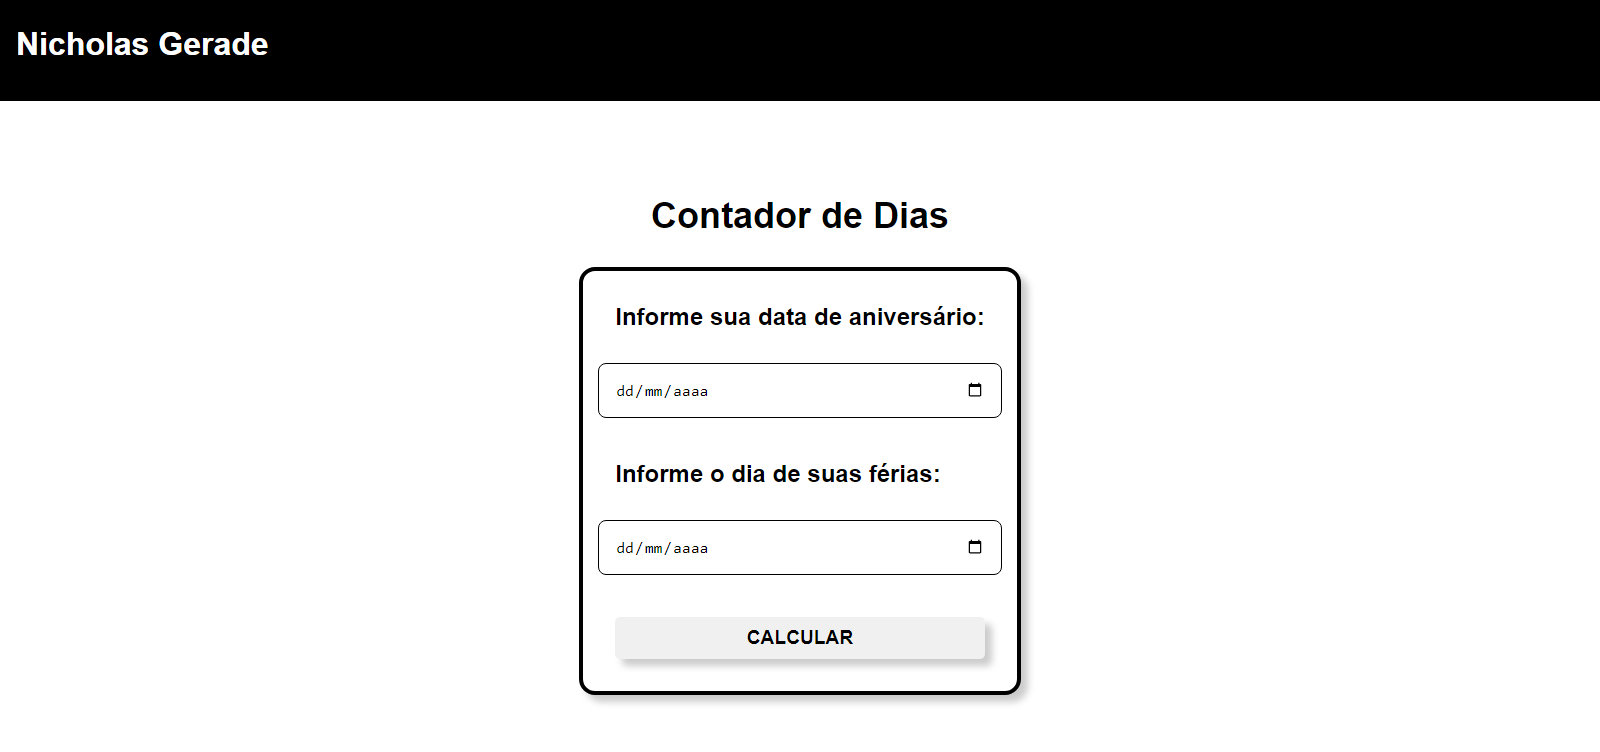 Nicholas Gerade
Contador de Dias
Informe sua data de aniversário:
dd/mm/aaaa
Informe o dia de suas férias:
dd/mm/aaaa
CALCULAR